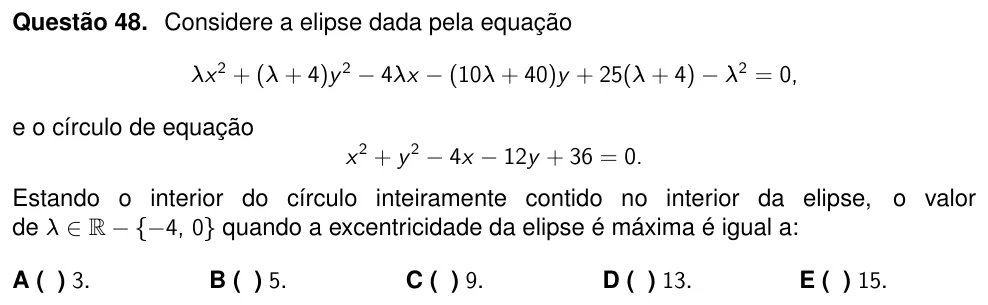 Questão 48. Considere a elipse dada pela equação
λx² + (λ + 4)y² − 4λx − (10λ + 40)y + 25(λ + 4) − λ² = 0,
e o círculo de equação
x² + y² − 4x − 12y + 36 = 0.
Estando o interior do círculo inteiramente contido no interior da elipse, o valor
de λ ∈ ℝ − {−4, 0} quando a excentricidade da elipse é máxima é igual a:
A ( ) 3. B ( ) 5. C ( ) 9. D ( ) 13. E ( ) 15.